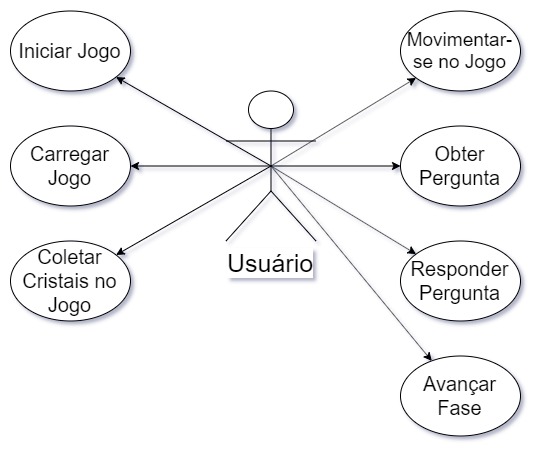 Iniciar Jogo
Carregar
Jogo
Coletar
Cristais no
Jogo
Usuário
Movimentar-
se no Jogo
Obter
Pergunta
Responder
Pergunta
Avançar
Fase